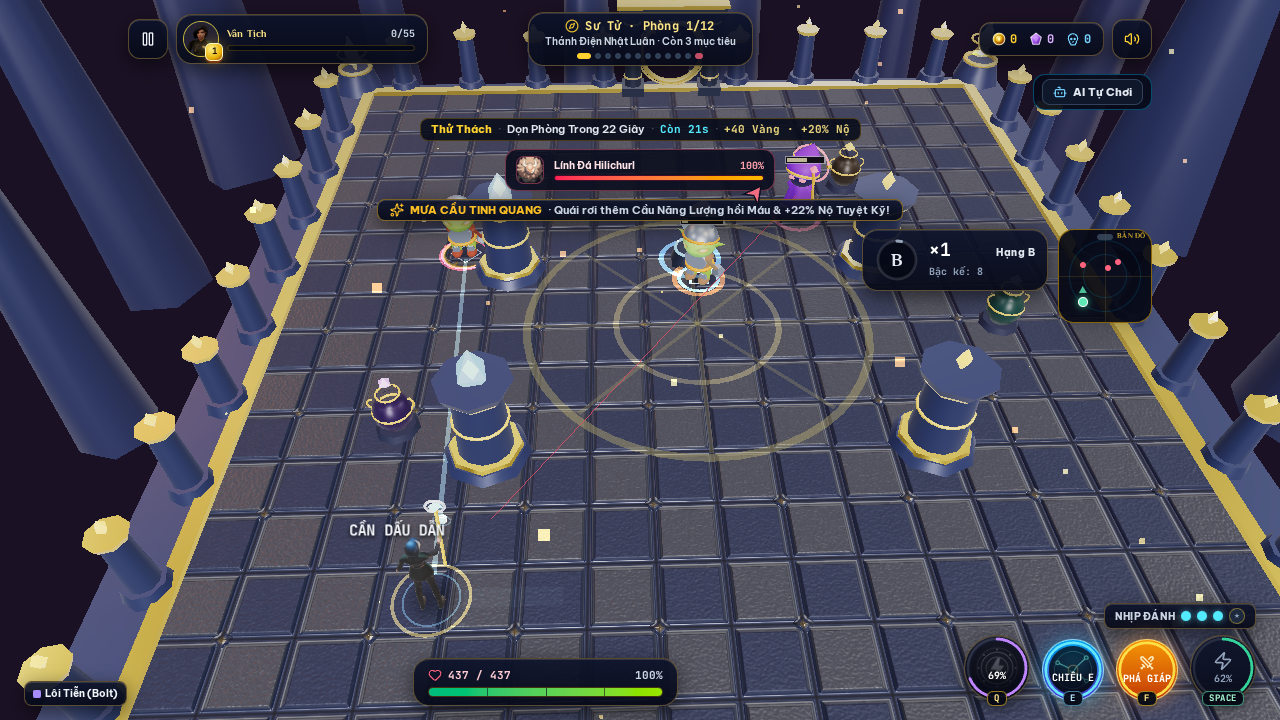 Vân Tịch
0/55
1
Sư Tử · Phòng 1/12
Thánh Điện Nhật Luân · Còn 3 mục tiêu
0 0 0
AI Tự Chơi
Thử Thách · Dọn Phòng Trong 22 Giây · Còn 21s · +40 Vàng · +20% Nộ
Lính Đá Hilichurl 100%
MƯA CẦU TINH QUANG · Quái rơi thêm Cầu Năng Lượng hồi Máu & +22% Nộ Tuyệt Kỹ!
B
×1 Hạng B
Bậc kế: 8
BẢN ĐỒ
CẦN DẤU DẪN
NHỊP ĐÁNH
69%
Q
CHIÊU E
E
PHÁ GIÁP
F
62%
SPACE
437 / 437 100%
Lôi Tiễn (Bolt)